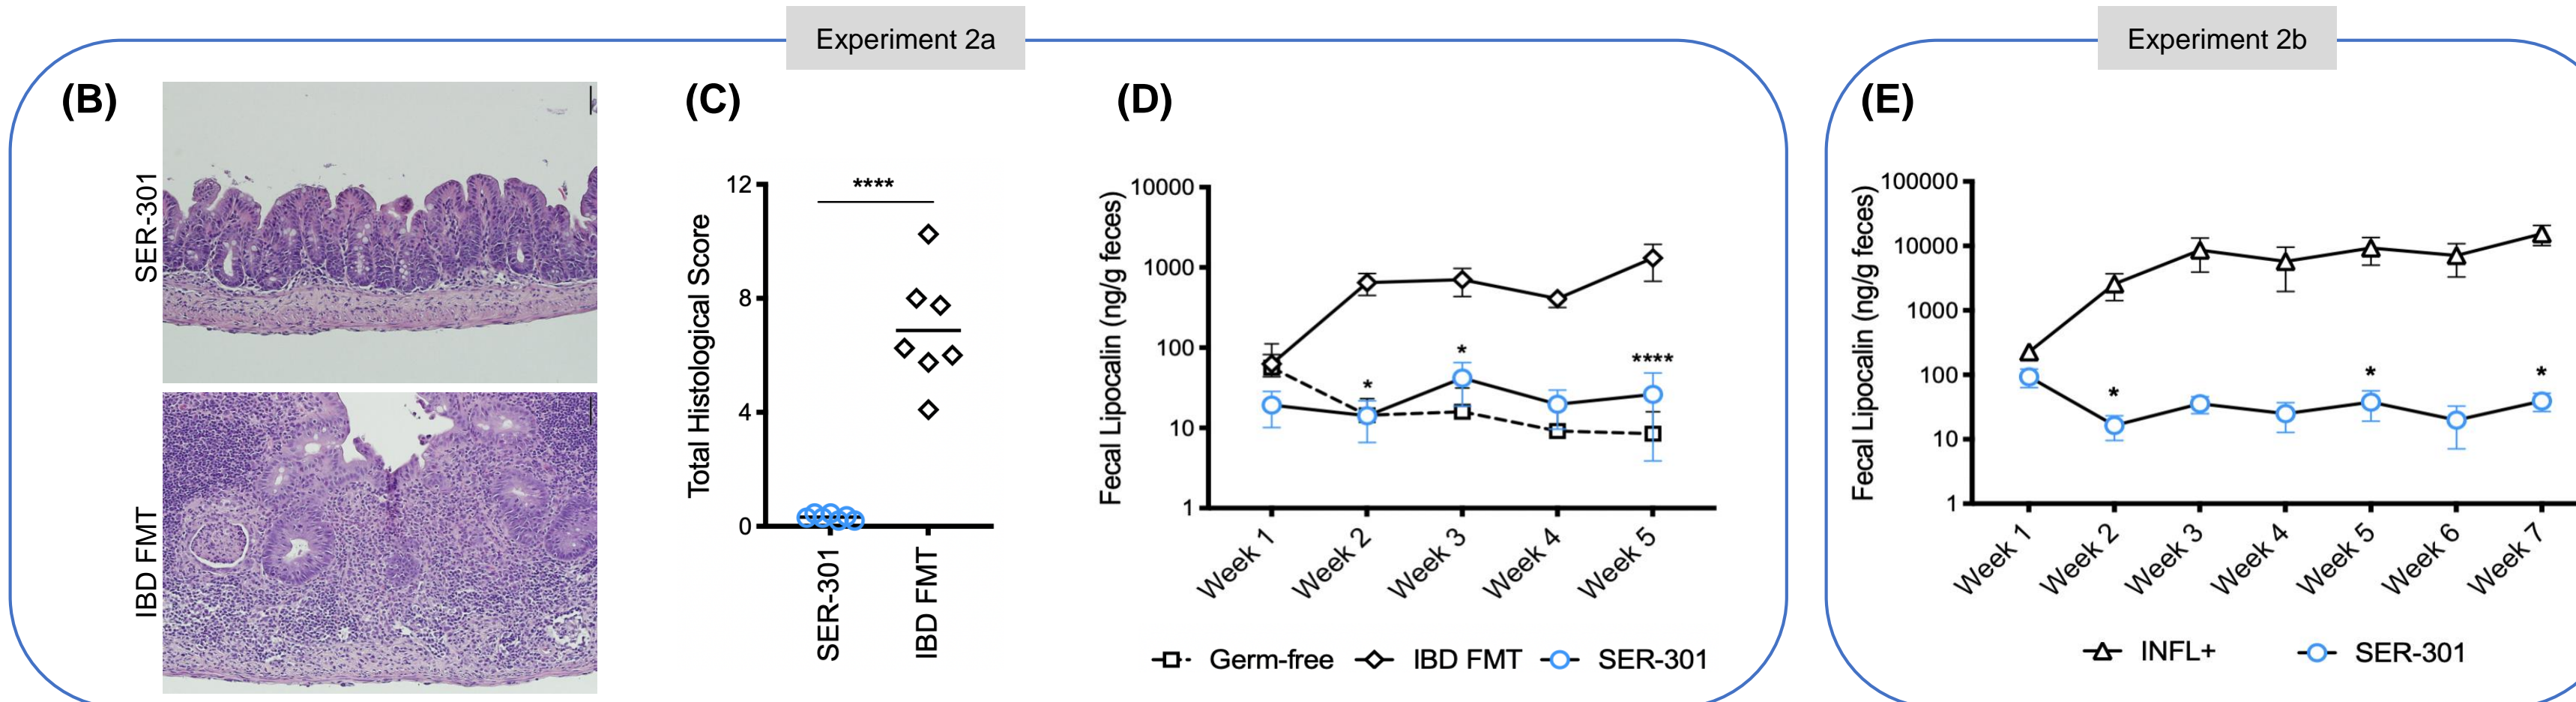 Experiment 2a
(B)
SER-301
IBD FMT
(C)
Total Histological Score
12
8
4
0
****
SER-301
IBD FMT
(D)
Fecal Lipocalin (ng/g feces)
10000
1000
100
10
1
*
*
****
Week 1
Week 2
Week 3
Week 4
Week 5
Germ-free
IBD FMT
SER-301
Experiment 2b
(E)
Fecal Lipocalin (ng/g feces)
100000
10000
1000
100
10
1
*
*
*
Week 1
Week 2
Week 3
Week 4
Week 5
Week 6
Week 7
INFL+
SER-301